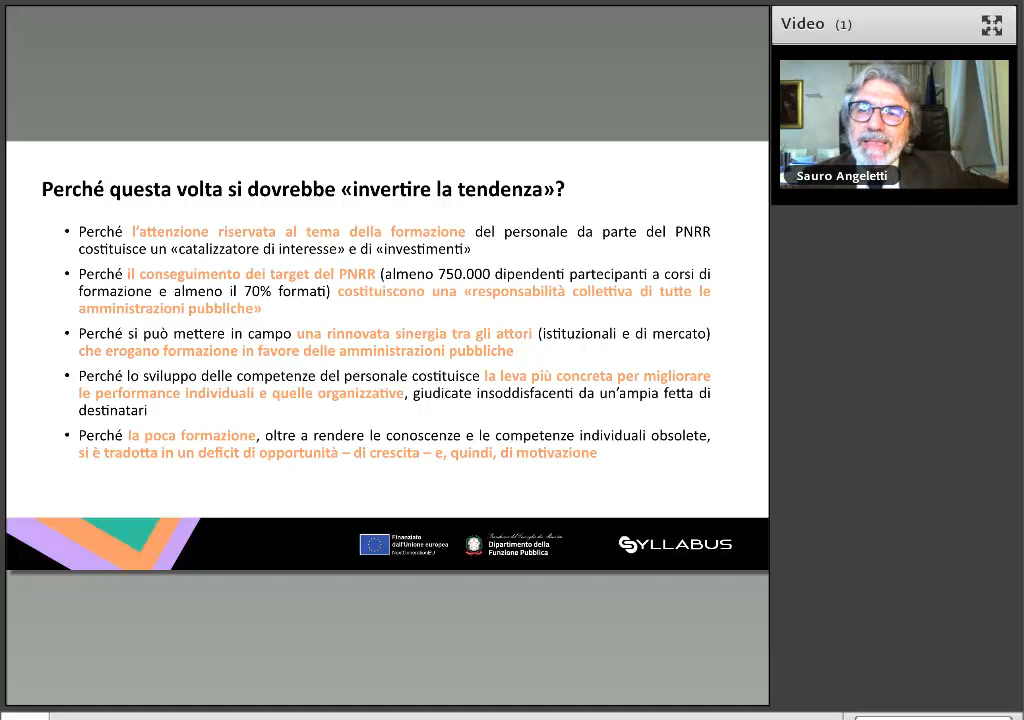 Video (1)
Sauro Angeletti
Perché questa volta si dovrebbe «invertire la tendenza»?
• Perché l'attenzione riservata al tema della formazione del personale da parte del PNRR
costituisce un «catalizzatore di interesse» e di «investimenti»
• Perché il conseguimento dei target del PNRR (almeno 750.000 dipendenti partecipanti a corsi di
formazione e almeno il 70% formati) costituiscono una «responsabilità collettiva di tutte le
amministrazioni pubbliche»
• Perché si può mettere in campo una rinnovata sinergia tra gli attori (istituzionali e di mercato)
che erogano formazione in favore delle amministrazioni pubbliche
• Perché lo sviluppo delle competenze del personale costituisce la leva più concreta per migliorare
le performance individuali e quelle organizzative, giudicate insoddisfacenti da un'ampia fetta di
destinatari
• Perché la poca formazione, oltre a rendere le conoscenze e le competenze individuali obsolete,
si è tradotta in un deficit di opportunità – di crescita – e, quindi, di motivazione
Finanziato
dall'Unione europea
NextGenerationEU
Dipartimento della
Funzione Pubblica
SYLLABUS